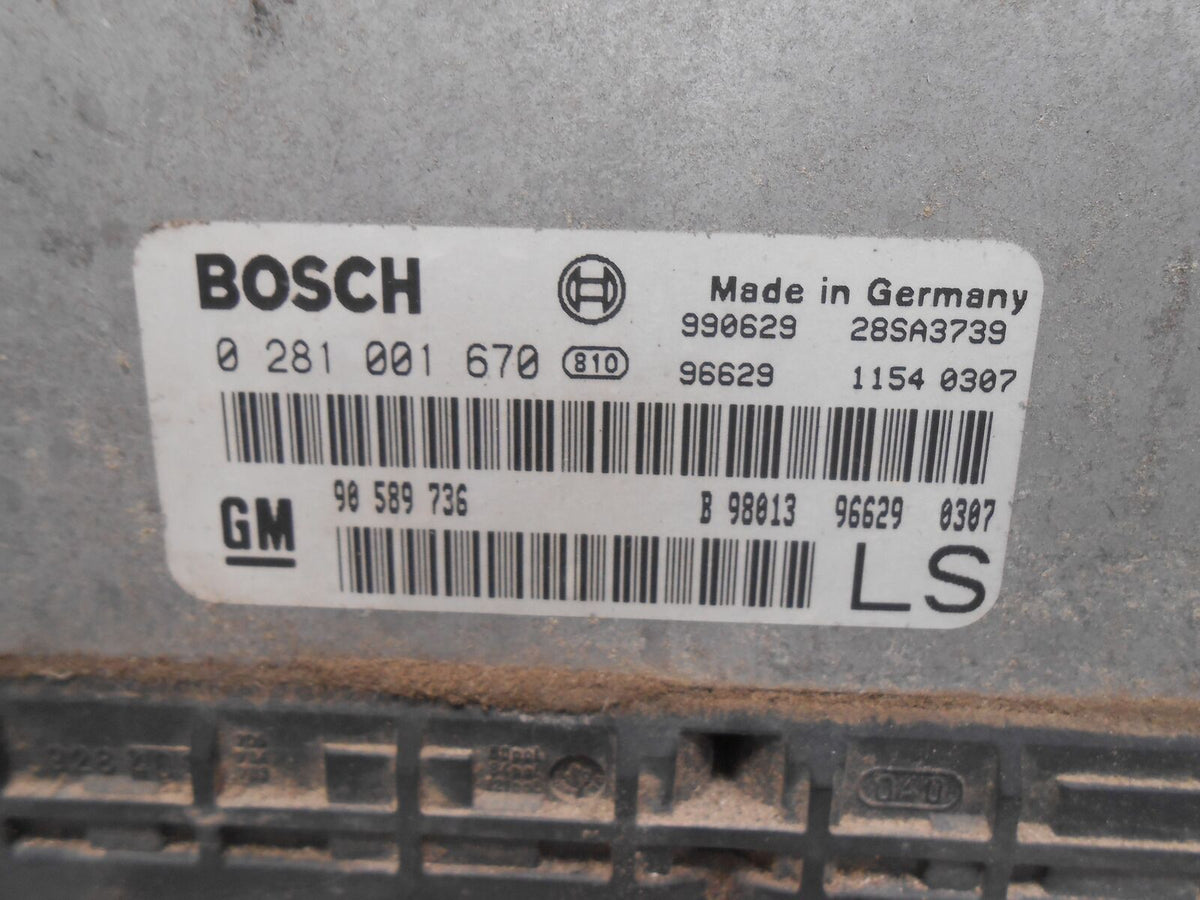 BOSCH
Made in Germany
990629 28SA3739
0 281 001 670 810
96629 1154 0307
90 589 736 B 98013 96629 0307
GM
LS